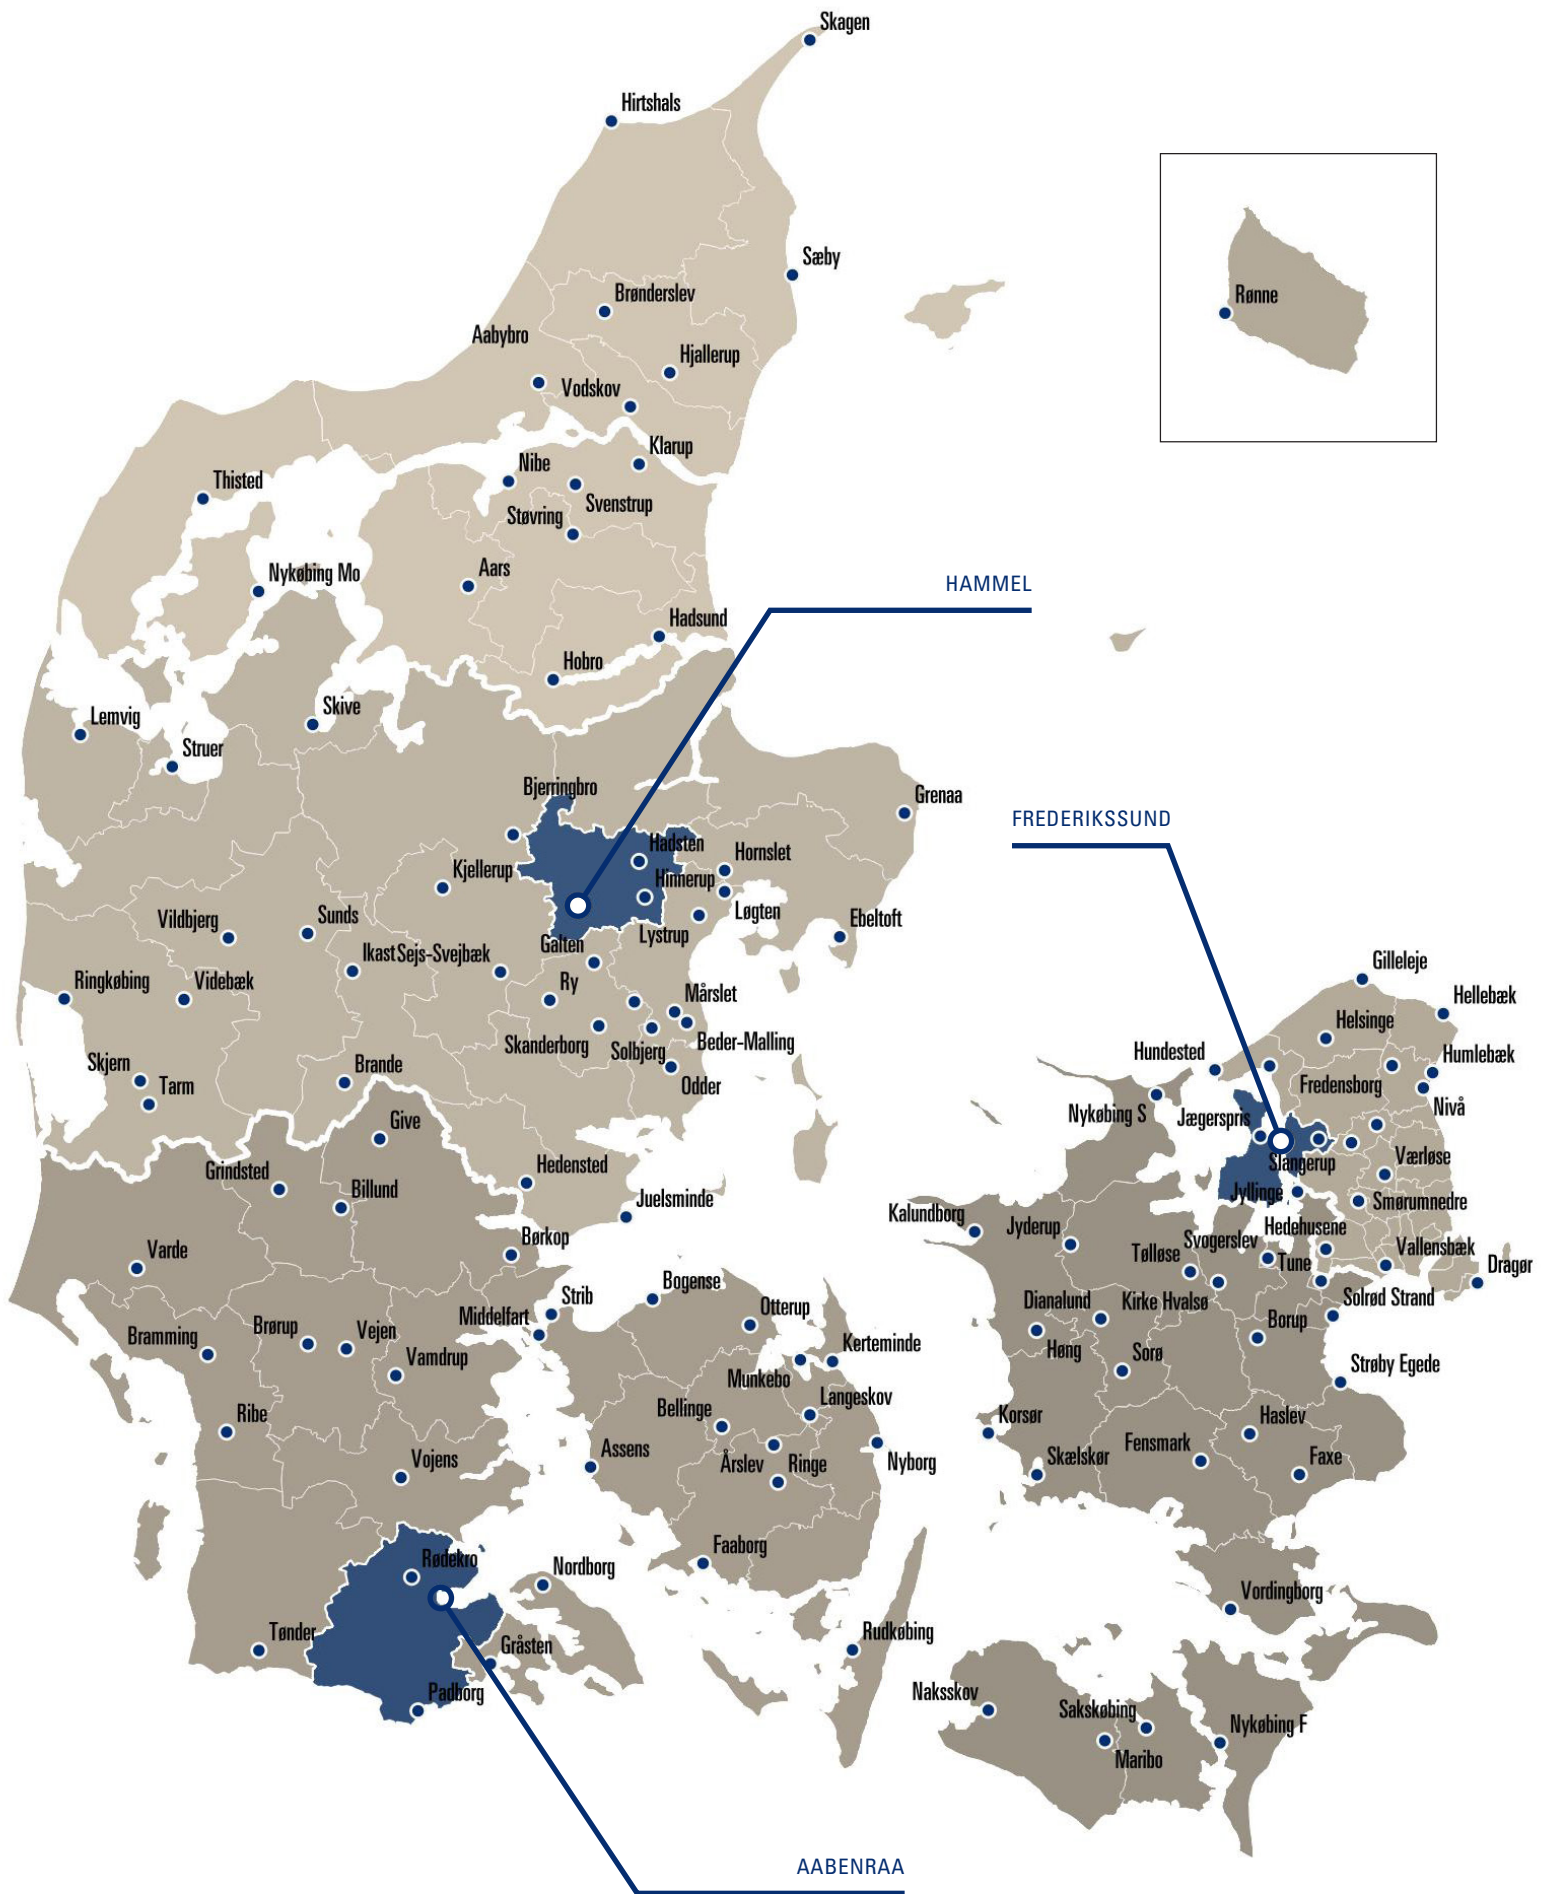 Skagen
Hirtshals
Sæby
Rønne
Brønderslev
Aabybro
Hjallerup
Vodskov
Klarup
Nibe
Thisted
Svenstrup
Støvring
Aars
Nykøbing Mo
HAMMEL
Hadsund
Hobro
Skive
Lemvig
Struer
Bjerringbro
Grenaa
FREDERIKSSUND
Hadsten
Hornslet
Kjellerup
Hinnerup
Løgten
Ebeltoft
Vildbjerg
Sunds
Lystrup
Galten
Ikast
Sejs-Svejbæk
Gilleleje
Ringkøbing
Videbæk
Ry
Mårslet
Hellebæk
Helsinge
Skanderborg
Solbjerg
Beder-Malling
Hundested
Humlebæk
Skjern
Tarm
Brande
Odder
Fredensborg
Nivå
Nykøbing S
Jægerspris
Give
Værløse
Slangerup
Grindsted
Hedensted
Billund
Jyllinge
Smørumnedre
Juelsminde
Kalundborg
Jyderup
Hedehusene
Svogerslev
Børkop
Varde
Tølløse
Tune
Vallensbæk
Dragør
Bogense
Strib
Otterup
Dianalund
Kirke Hvalsø
Solrød Strand
Middelfart
Borup
Bramming
Brørup
Vejen
Kerteminde
Høng
Sorø
Vamdrup
Munkebo
Strøby Egede
Langeskov
Bellinge
Ribe
Korsør
Haslev
Fensmark
Assens
Nyborg
Vojens
Årslev
Ringe
Skælskør
Faxe
Faaborg
Rødekro
Nordborg
Vordingborg
Tønder
Gråsten
Rudkøbing
Padborg
Naksskov
Sakskøbing
Nykøbing F
Maribo
AABENRAA